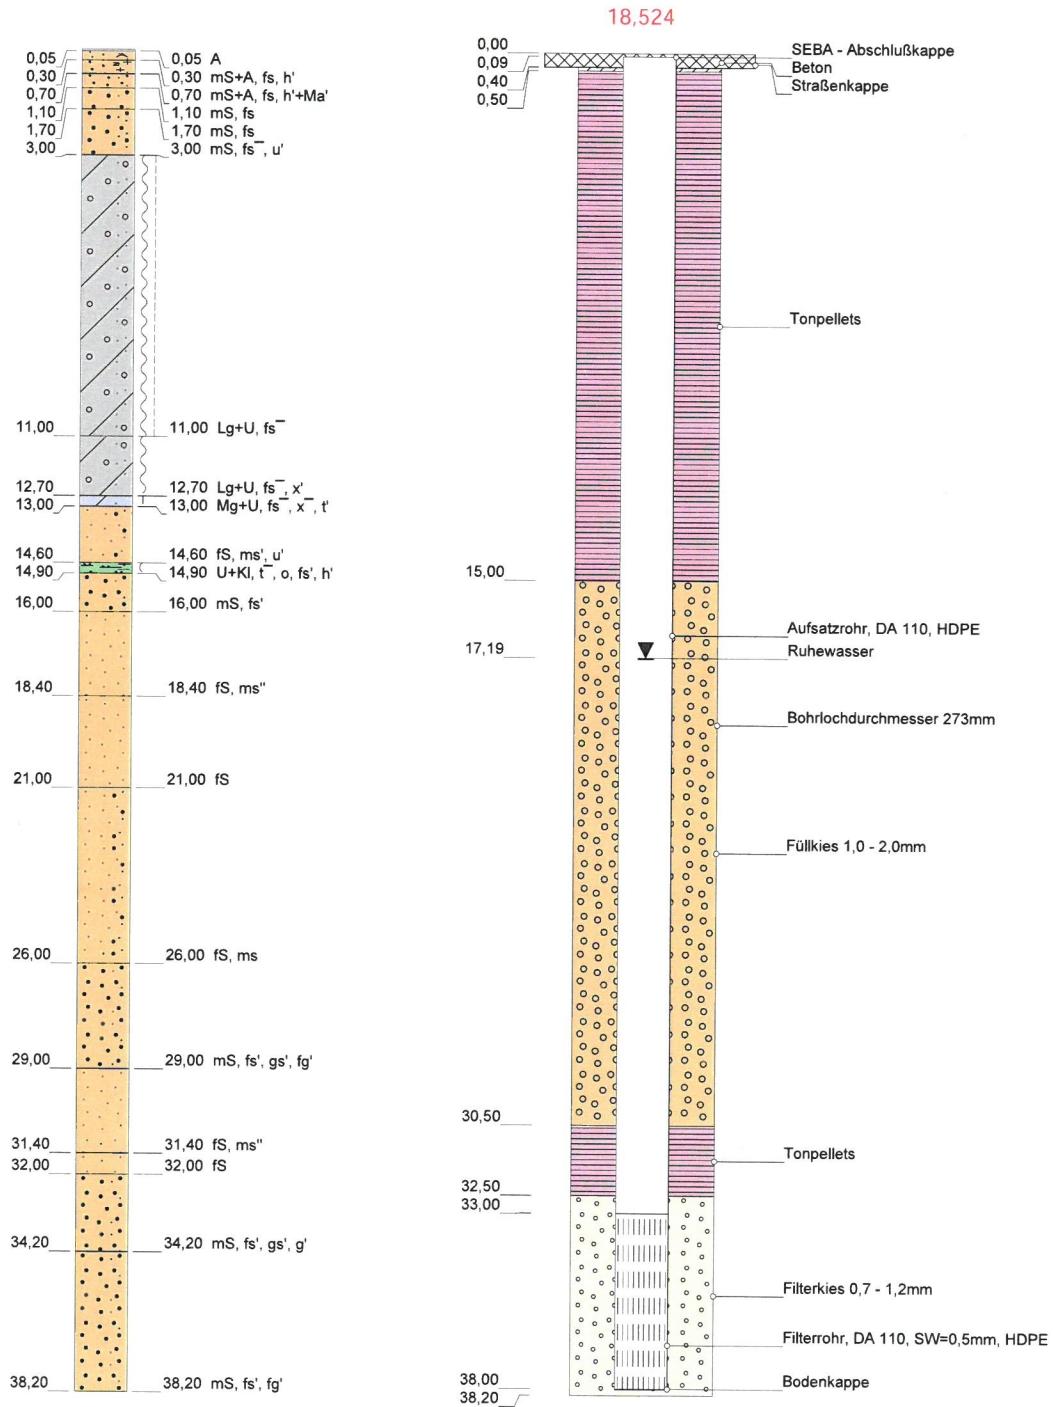 18,524
0,05 0,05 A
0,30 0,30 mS+A, fs, h'
0,70 0,70 mS+A, fs, h'+Ma'
1,10 1,10 mS, fs
1,70 1,70 mS, fs
3,00 3,00 mS, fs¯, u'
11,00 11,00 Lg+U, fs¯
12,70 12,70 Lg+U, fs¯, x'
13,00 13,00 Mg+U, fs¯, x¯, t'
14,60 14,60 fS, ms', u'
14,90 14,90 U+Kl, t¯, o, fs', h'
16,00 16,00 mS, fs'
18,40 18,40 fS, ms''
21,00 21,00 fS
26,00 26,00 fS, ms
29,00 29,00 mS, fs', gs', fg'
31,40 31,40 fS, ms''
32,00 32,00 fS
34,20 34,20 mS, fs', gs', g'
38,20 38,20 mS, fs', fg'
0,00
0,09
0,40
0,50
15,00
17,19
30,50
32,50
33,00
38,00
38,20
SEBA - Abschlußkappe
Beton
Straßenkappe
Tonpellets
Aufsatzrohr, DA 110, HDPE
Ruhewasser
Bohrlochdurchmesser 273mm
Füllkies 1,0 - 2,0mm
Tonpellets
Filterkies 0,7 - 1,2mm
Filterrohr, DA 110, SW=0,5mm, HDPE
Bodenkappe